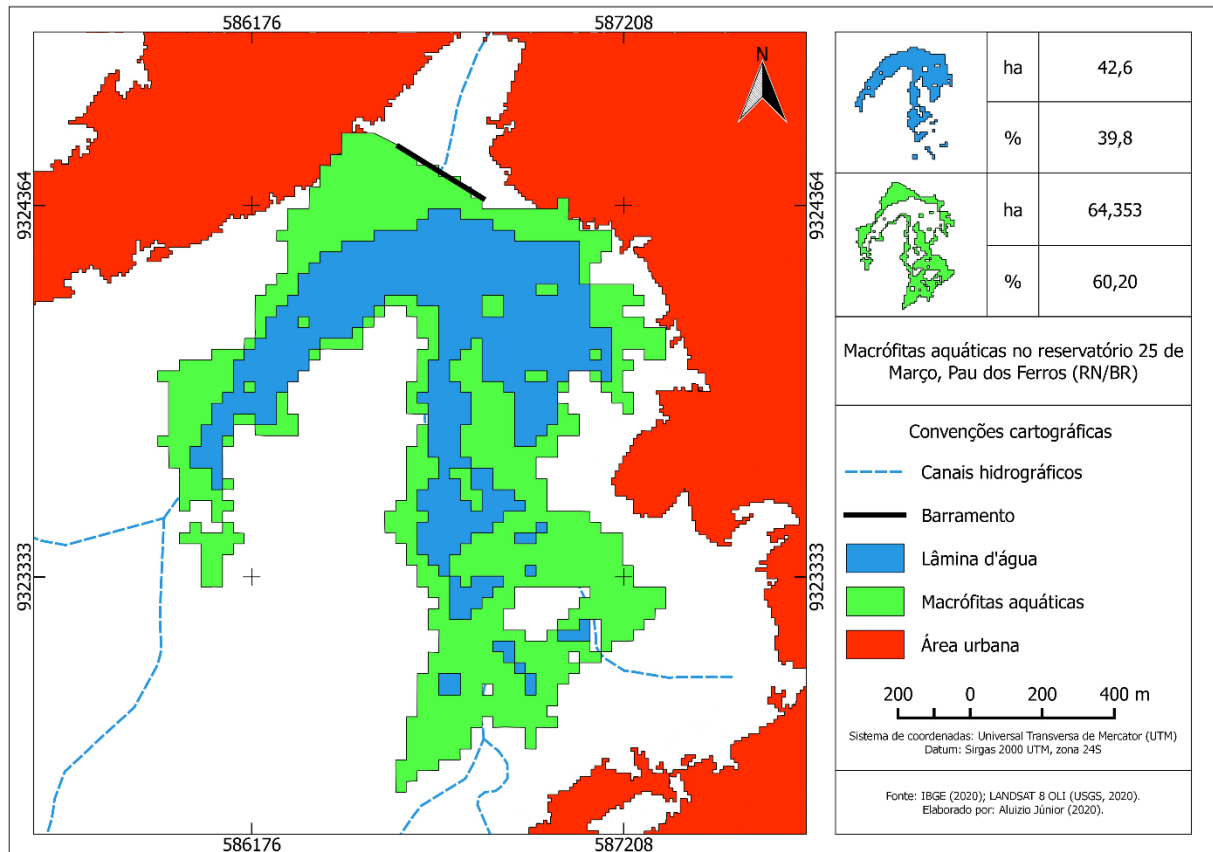 586176
587208
N
9324364
9324364
9323333
9323333
586176
587208
ha
42,6
%
39,8
ha
64,353
%
60,20
Macrófitas aquáticas no reservatório 25 de
Março, Pau dos Ferros (RN/BR)
Convenções cartográficas
Canais hidrográficos
Barramento
Lâmina d'água
Macrófitas aquáticas
Área urbana
200 0 200 400 m
Sistema de coordenadas: Universal Transversa de Mercator (UTM)
Datum: Sirgas 2000 UTM, zona 24S
Fonte: IBGE (2020); LANDSAT 8 OLI (USGS, 2020).
Elaborado por: Aluizio Júnior (2020).